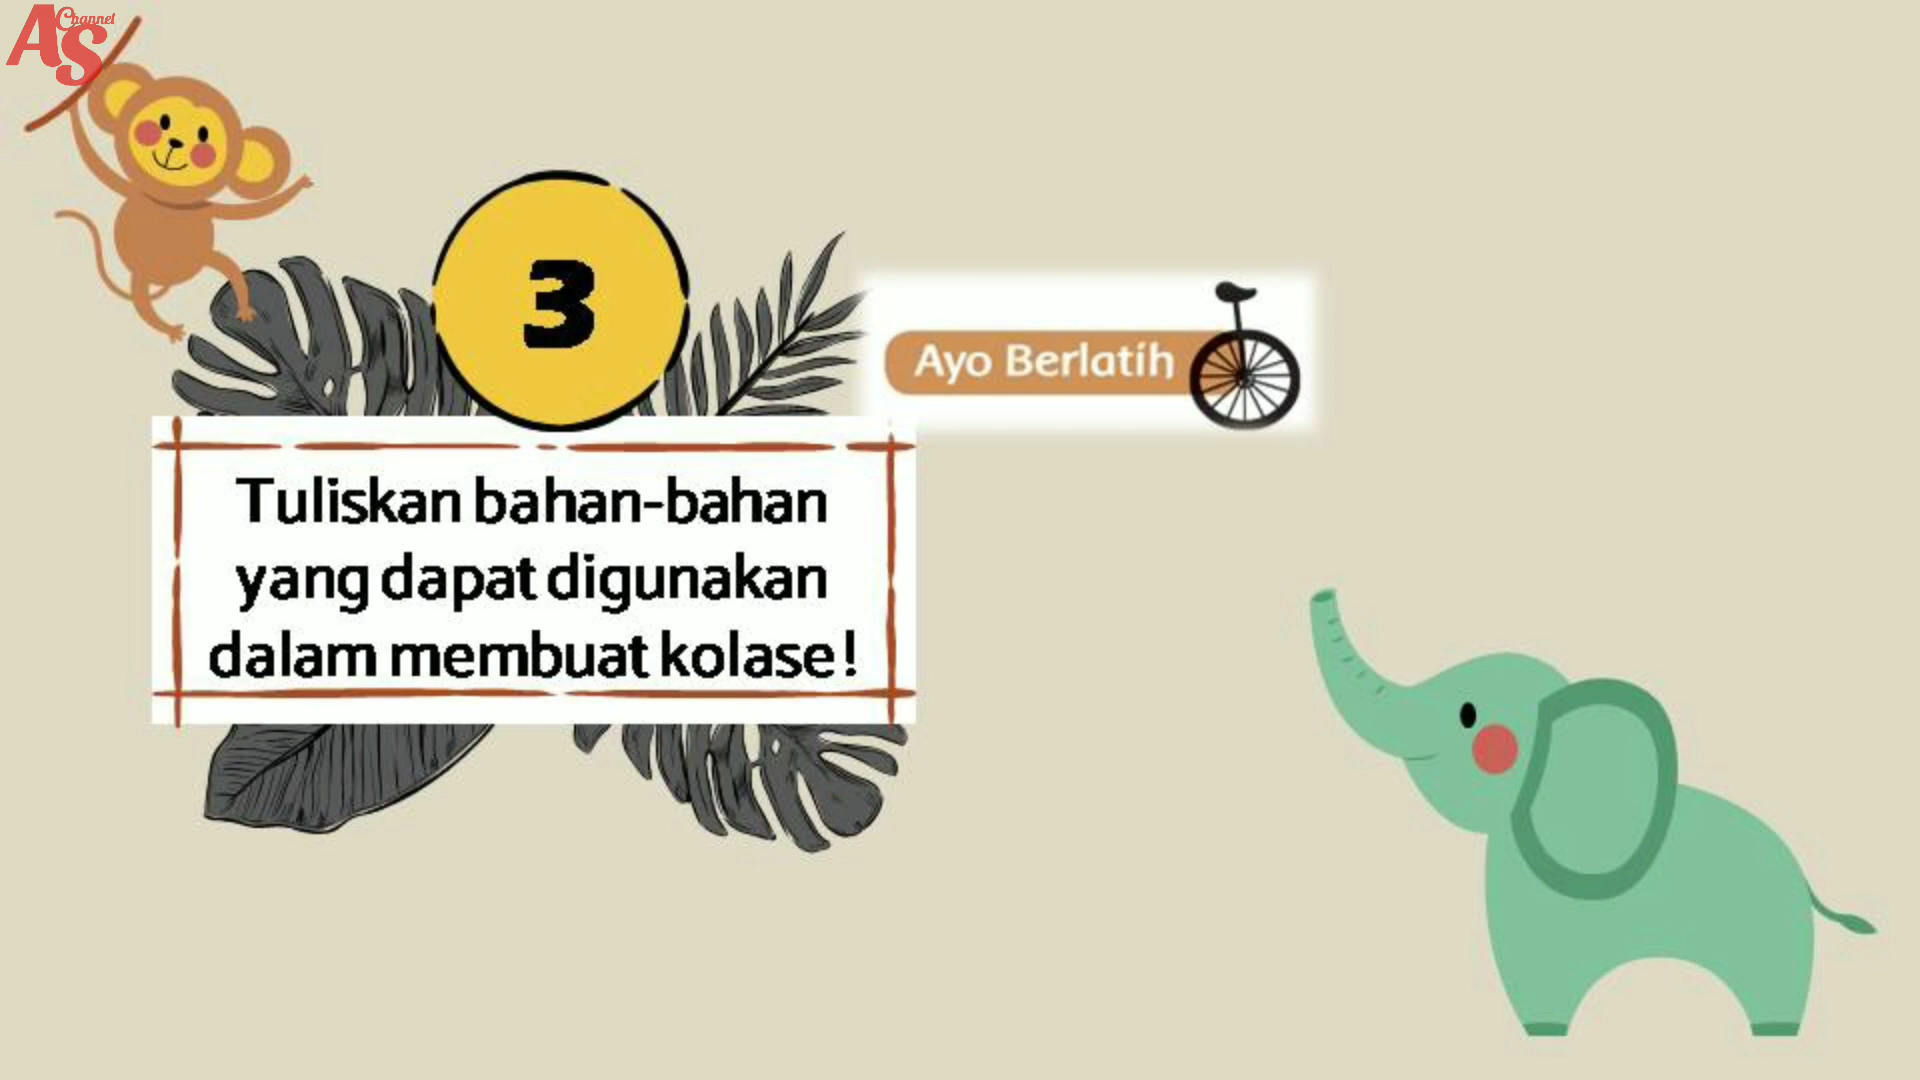 AS Channel
3
Ayo Berlatih
Tuliskan bahan-bahan
yang dapat digunakan
dalam membuat kolase!